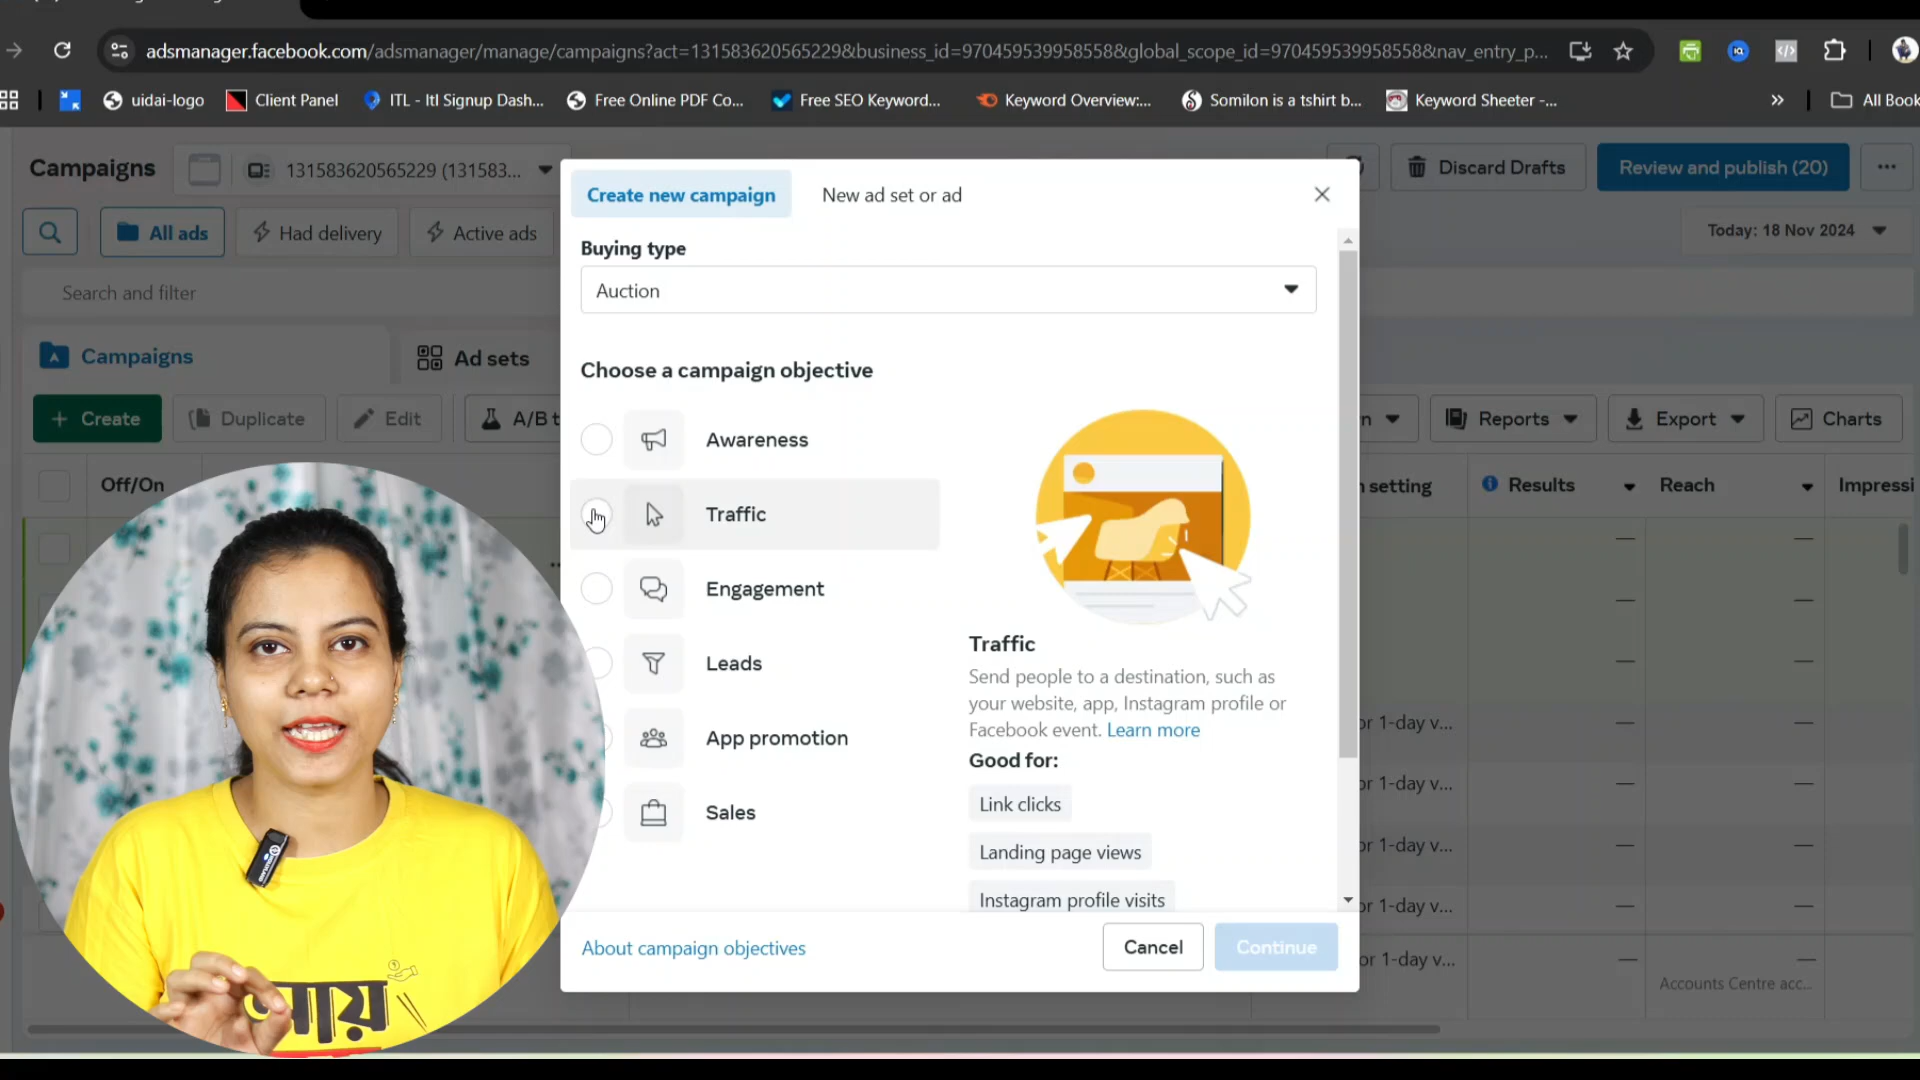 adsmanager.facebook.com/adsmanager/manage/campaigns?act=131583620565229&business_id=970459539958558&global_scope_id=970459539958558&nav_entry_p...
uidai-logo
Client Panel
ITL - Itl Signup Dash...
Free Online PDF Co...
Free SEO Keyword...
Keyword Overview:...
Somilon is a tshirt b...
Keyword Sheeter -...
»
All Book
Campaigns
131583620565229 (131583...
Discard Drafts
Review and publish (20)
...
All ads
Had delivery
Active ads
Today: 18 Nov 2024
Search and filter
Campaigns
Ad sets
+ Create
Duplicate
Edit
A/B t
n
Reports
Export
Charts
Off/On
n setting
Results
Reach
Impressi
Create new campaign
New ad set or ad
Buying type
Auction
Choose a campaign objective
Awareness
Traffic
Engagement
Leads
App promotion
Sales
Traffic
Send people to a destination, such as
your website, app, Instagram profile or
Facebook event. Learn more
Good for:
Link clicks
Landing page views
Instagram profile visits
About campaign objectives
Cancel
Continue
or 1-day v...
or 1-day v...
or 1-day v...
or 1-day v...
or 1-day v...
Accounts Centre acc...
আয়